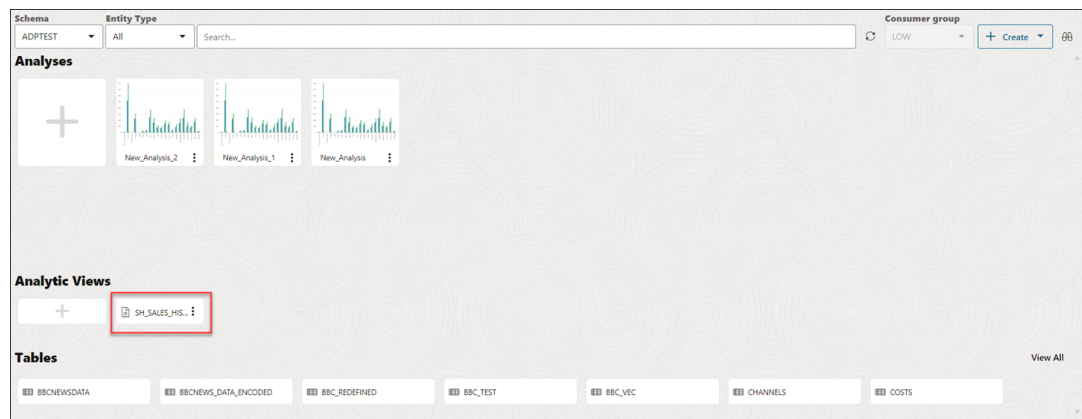 Schema
Entity Type
Consumer group
ADPTEST
All
Search...
LOW
+ Create
Analyses
New_Analysis_2
New_Analysis_1
New_Analysis
Analytic Views
SH_SALES_HIS...
Tables
View All
BBCNEWSDATA
BBCNEWS_DATA_ENCODED
BBC_REDEFINED
BBC_TEST
BBC_VEC
CHANNELS
COSTS